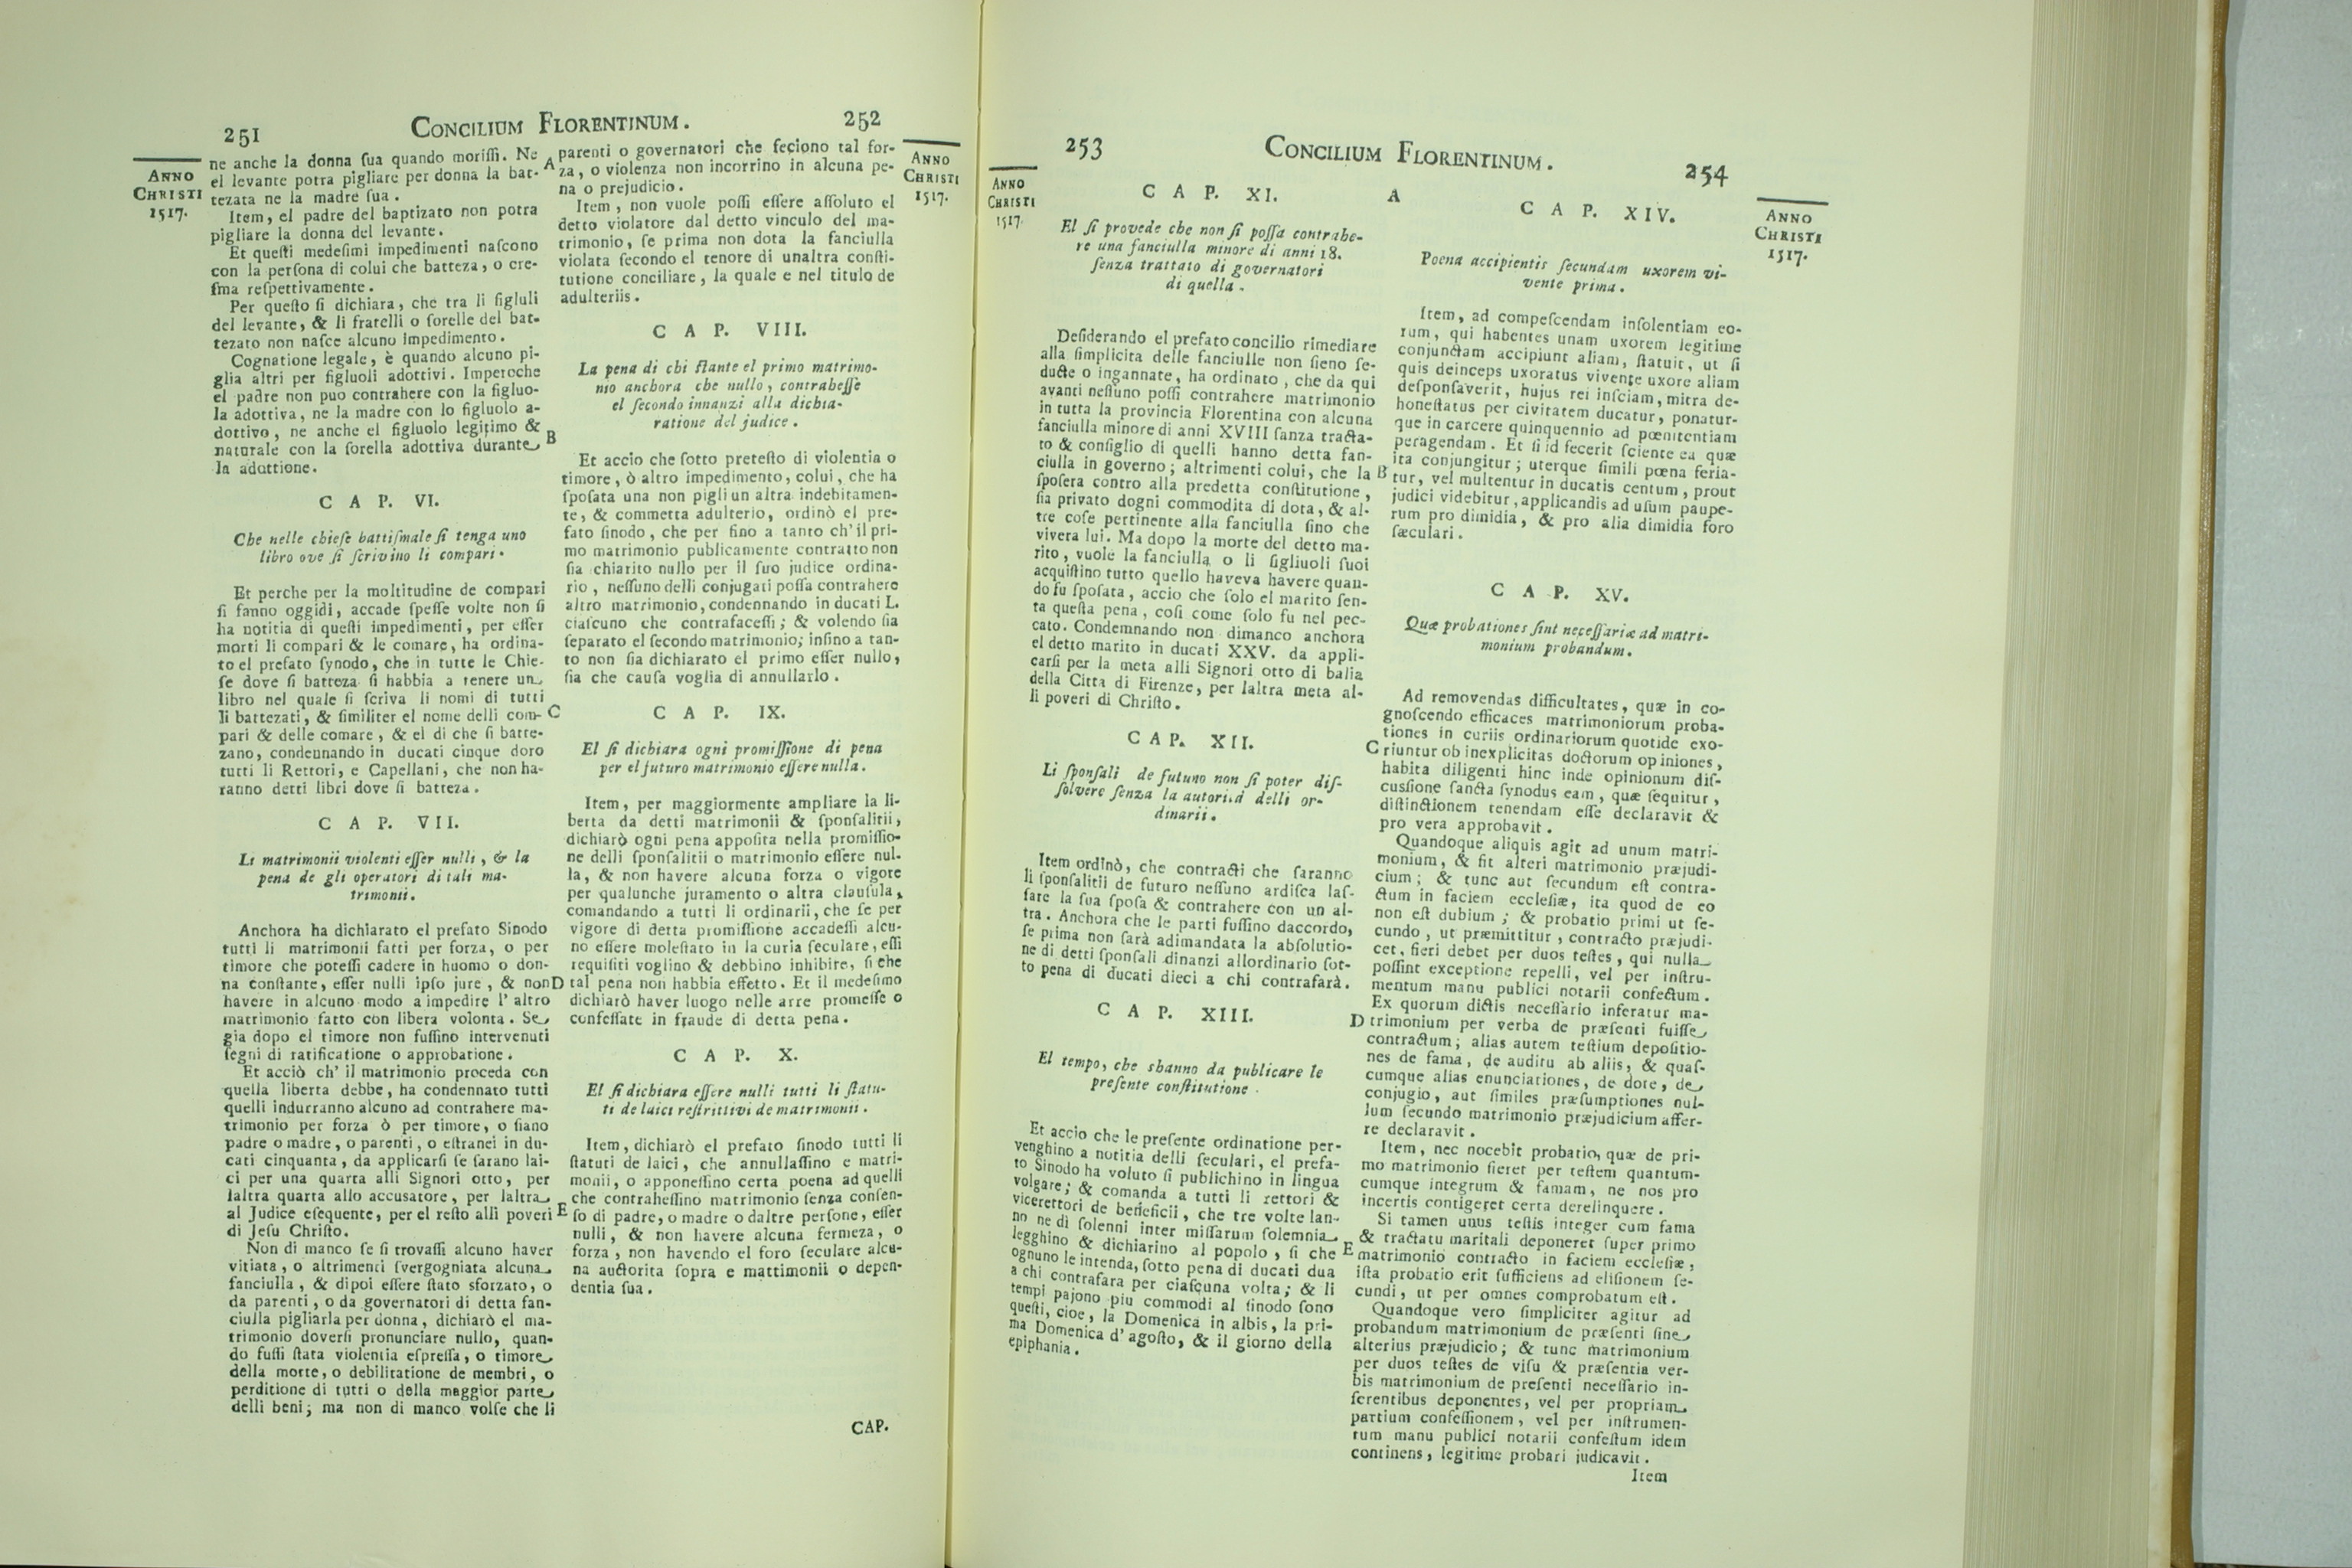 251
CONCILIUM FLORENTINUM.
252
ANNO
CHRISTI
1517.
ne anche la donna ſua quando moriſſi. Ne
el levante potra pigliare per donna la bat-
tezata ne la madre ſua.
Item, el padre del baptizato non potra
pigliare la donna del levante.
Et queſti medeſimi impedimenti naſcono
con la perſona di colui che batteza, o cre-
ſma reſpettivamente.
Per queſto ſi dichiara, che tra li figluli
del levante, & li fratelli o ſorelle del bat-
tezato non naſce alcuno impedimento.
Cognatione legale, è quando alcuno pi-
glia altri per figluoli adottivi. Imperoche
el padre non puo contrahere con la figluo-
la adottiva, ne la madre con lo figluolo a-
dottivo, ne anche el figluolo legitimo &
naturale con la ſorella adottiva durante
la adottione.
CAP. VI.
Che nelle chieſe battiſmale ſi tenga uno
libro ove ſi ſcrivino li compari.
Et perche per la moltitudine de compari
ſi fanno oggidi, accade ſpeſſe volte non ſi
ha notitia di queſti impedimenti, per eſſer
morti li compari & le comare, ha ordina-
to el prefato ſynodo, che in tutte le Chie-
ſe dove ſi batteza ſi habbia a tenere un
libro nel quale ſi ſcriva li nomi di tutti
li battezati, & ſimiliter el nome delli com-
pari & delle comare, & el di che ſi batte-
zano, condennando in ducati cinque doro
tutti li Rettori, e Capellani, che non ha-
ranno detti libri dove ſi batteza.
CAP. VII.
Li matrimonii violenti eſſer nulli, & la
pena de gli operatori di tali ma-
trimonii.
Anchora ha dichiarato el prefato Sinodo
tutti li matrimonii fatti per forza, o per
timore che poteſſi cadere in huomo o don-
na conſtante, eſſer nulli ipſo jure, & non
havere in alcuno modo a impedire l' altro
matrimonio fatto con libera volonta. Se
gia dopo el timore non fuſſino intervenuti
ſegni di ratificatione o approbatione.
Et acciò ch' il matrimonio proceda con
quella liberta debbe, ha condennato tutti
quelli indurranno alcuno ad contrahere ma-
trimonio per forza ò per timore, o ſiano
padre o madre, o parenti, o eſtranei in du-
cati cinquanta, da applicarſi ſe ſarano lai-
ci per una quarta alli Signori otto, per
laltra quarta allo accuſatore, per laltra
al Judice eſequente, per el reſto alli poveri
di Jeſu Chriſto.
Non di manco ſe ſi trovaſſi alcuno haver
vitiata, o altrimenti ſvergogniata alcuna
fanciulla, & dipoi eſſere ſtato sforzato, o
da parenti, o da governatori di detta fan-
ciulla pigliarla per donna, dichiarò el ma-
trimonio doverſi pronunciare nullo, quan-
do fuſſi ſtata violentia eſpreſſa, o timore
della morte, o debilitatione de membri, o
perditione di tutti o della maggior parte
delli beni; ma non di manco volſe che li
A
B
C
D
E
parenti o governatori che feciono tal for-
za, o violenza non incorrino in alcuna pe-
na o prejudicio.
Item, non vuole poſſi eſſere aſſoluto el
detto violatore dal detto vinculo del ma-
trimonio, ſe prima non dota la fanciulla
violata ſecondo el tenore di unaltra conſti-
tutione conciliare, la quale e nel titulo de
adulteriis.
CAP. VIII.
La pena di chi ſtante el primo matrimo-
nio anchora che nullo, contraheſſe
el ſecondo innanzi alla dichia-
ratione del judice.
Et accio che ſotto preteſto di violentia o
timore, ò altro impedimento, colui, che ha
ſpoſata una non pigli un altra indebitamen-
te, & commetta adulterio, ordinò el pre-
fato ſinodo, che per fino a tanto ch' il pri-
mo matrimonio publicamente contratto non
ſia chiarito nullo per il ſuo judice ordina-
rio, neſſuno delli conjugati poſſa contrahere
altro matrimonio, condennando in ducati L.
ciaſcuno che contrafaceſſi; & volendo ſia
ſeparato el ſecondo matrimonio; inſino a tan-
to non ſia dichiarato el primo eſſer nullo,
ſia che cauſa voglia di annullarlo.
CAP. IX.
El ſi dichiara ogni promiſſione di pena
per el futuro matrimonio eſſere nulla.
Item, per maggiormente ampliare la li-
berta da detti matrimonii & ſponſalitii,
dichiarò ogni pena appoſita nella promiſſio-
ne delli ſponſalitii o matrimonio eſſere nul-
la, & non havere alcuna forza o vigore
per qualunche juramento o altra clauſula,
comandando a tutti li ordinarii, che ſe per
vigore di detta promiſſione accadeſſi alcu-
no eſſere moleſtato in la curia ſeculare, eſſi
requiſiti voglino & debbino inhibire, ſi che
tal pena non habbia effetto. Et il medeſimo
dichiarò haver luogo nelle arre promeſſe o
confeſſate in fraude di detta pena.
CAP. X.
El ſi dichiara eſſere nulli tutti li ſtatu-
ti de laici reſtrittivi de matrimonii.
Item, dichiarò el prefato ſinodo tutti li
ſtatuti de laici, che annullaſſino e matri-
monii, o apponeſſino certa poena ad quelli
che contraheſſino matrimonio ſenza conſen-
ſo di padre, o madre o daltre perſone, eſſer
nulli, & non havere alcuna fermeza, o
forza, non havendo el foro ſeculare alcu-
na auctorita ſopra e mattimonii o depen-
dentia ſua.
CAP.
ANNO
CHRISTI
1517.
253
CONCILIUM FLORENTINUM.
254
ANNO
CHRISTI
1517.
CAP. XI.
El ſi provede che non ſi poſſa contrahe-
re una fanciulla minore di anni 18.
ſenza trattato di governatori
di quella.
Deſiderando el prefato concilio rimediare
alla ſimplicita delle fanciulle non ſieno ſe-
ducte o ingannate, ha ordinato, che da qui
avanti neſſuno poſſi contrahere matrimonio
in tutta la provincia Florentina con alcuna
fanciulla minore di anni XVIII ſanza tracta-
to & conſiglio di quelli hanno detta fan-
ciulla in governo; altrimenti colui, che la
ſpoſera contro alla predetta conſtitutione,
ſia privato dogni commodita di dota, & al-
tre coſe pertinente alla fanciulla ſino che
vivera lui. Ma dopo la morte del detto ma-
rito, vuole la fanciulla o li figliuoli ſuoi
acquiſtino tutto quello haveva havere quan-
do fu ſpoſata, accio che ſolo el marito ſen-
ta queſta pena, coſi come ſolo fu nel pec-
cato. Condemnando non dimanco anchora
el detto marito in ducati XXV. da appli-
carſi per la meta alli Signori otto di balia
della Citta di Firenze, per laltra meta al-
li poveri di Chriſto.
CAP. XII.
Li ſponſali de futuno non ſi poter diſ-
ſolvere ſenza la autorità delli or-
dinarii.
Item ordinò, che contracti che ſaranno
li ſponſalitii de futuro neſſuno ardiſca laſ-
ſare la ſua ſpoſa & contrahere con un al-
tra. Anchora che le parti fuſſino daccordo,
ſe prima non ſarà adimandata la abſolutio-
ne di detti ſponſali dinanzi allordinario ſot-
to pena di ducati dieci a chi contrafarà.
CAP. XIII.
El tempo, che shanno da publicare le
preſente conſtitutione.
Et accio che le preſente ordinatione per-
venghino a notitia delli ſeculari, el prefa-
to Sinodo ha voluto ſi publichino in lingua
volgare; & comanda a tutti li rettori &
vicerettori de beneficii, che tre volte lan-
no ne di ſolenni inter miſſarum ſolemnia
legghino & dichiarino al popolo, ſi che
ognuno le intenda, ſotto pena di ducati dua
a chi contrafara per ciaſcuna volta; & li
tempi pajono piu commodi al ſinodo ſono
queſti, cioe, la Domenica in albis, la pri-
ma Domenica d' agoſto, & il giorno della
epiphania.
A
B
C
D
E
CAP. XIV.
Poena accipientis ſecundam uxorem vi-
vente prima.
Item, ad compeſcendam inſolentiam eo-
rum, qui habentes unam uxorem legitime
conjunctam accipiunt aliam, ſtatuit, ut ſi
quis deinceps uxoratus vivente uxore aliam
deſponſaverit, hujus rei inſciam, mitra de-
honeſtatus per civitatem ducatur, ponatur-
que in carcere quinquennio ad pœnitentiam
peragendam. Et ſi id fecerit ſciente ea quæ
ita conjungitur; uterque ſimili pœna feria-
tur, vel multentur in ducatis centum, prout
judici videbitur, applicandis ad uſum paupe-
rum pro dimidia, & pro alia dimidia foro
ſæculari.
CAP. XV.
Quæ probationes ſint neceſſariæ ad matri-
monium probandum.
Ad removendas difficultates, quæ in co-
gnoſcendo efficaces matrimoniorum proba-
tiones in curiis ordinariorum quotide exo-
riuntur ob inexplicitas doctorum opiniones,
habita diligenti hinc inde opinionum diſ-
cuſſione ſancta ſynodus eam, quæ ſequitur,
diſtinctionem tenendam eſſe declaravit &
pro vera approbavit.
Quandoque aliquis agit ad unum matri-
monium, & fit alteri matrimonio præjudi-
cium; & tunc aut ſecundum eſt contra-
ctum in faciem eccleſiæ, ita quod de eo
non eſt dubium; & probatio primi ut ſe-
cundo, ut præmittitur, contracto præjudi-
cet, fieri debet per duos teſtes, qui nulla
poſſint exceptione repelli, vel per inſtru-
mentum manu publici notarii confectum.
Ex quorum dictis neceſſario inferatur ma-
trimonium per verba de præſenti fuiſſe
contractum; alias autem teſtium depoſitio-
nes de fama, de auditu ab aliis, & quaſ-
cumque alias enunciationes, de dote, de
conjugio, aut ſimiles præſumptiones nul-
lum ſecundo matrimonio præjudicium affer-
re declaravit.
Item, nec nocebit probatio, quæ de pri-
mo matrimonio fieret per teſtem quantum-
cumque integrum & famam, ne nos pro
incertis contigeret certa derelinquere.
Si tamen unus teſtis integer cum fama
& tractatu maritali deponeret ſuper primo
matrimonio contracto in faciem eccleſiæ,
iſta probatio erit ſufficiens ad eliſionem ſe-
cundi, ut per omnes comprobatum eſt.
Quandoque vero ſimpliciter agitur ad
probandum matrimonium de præſenti ſine
alterius præjudicio; & tunc matrimonium
per duos teſtes de viſu & præſentia ver-
bis matrimonium de preſenti neceſſario in-
ferentibus deponentes, vel per propriam
partium confeſſionem, vel per inſtrumen-
tum manu publici notarii confeſtum idem
continens, legitime probari judicavit.
Item
ANNO
CHRISTI
1517.